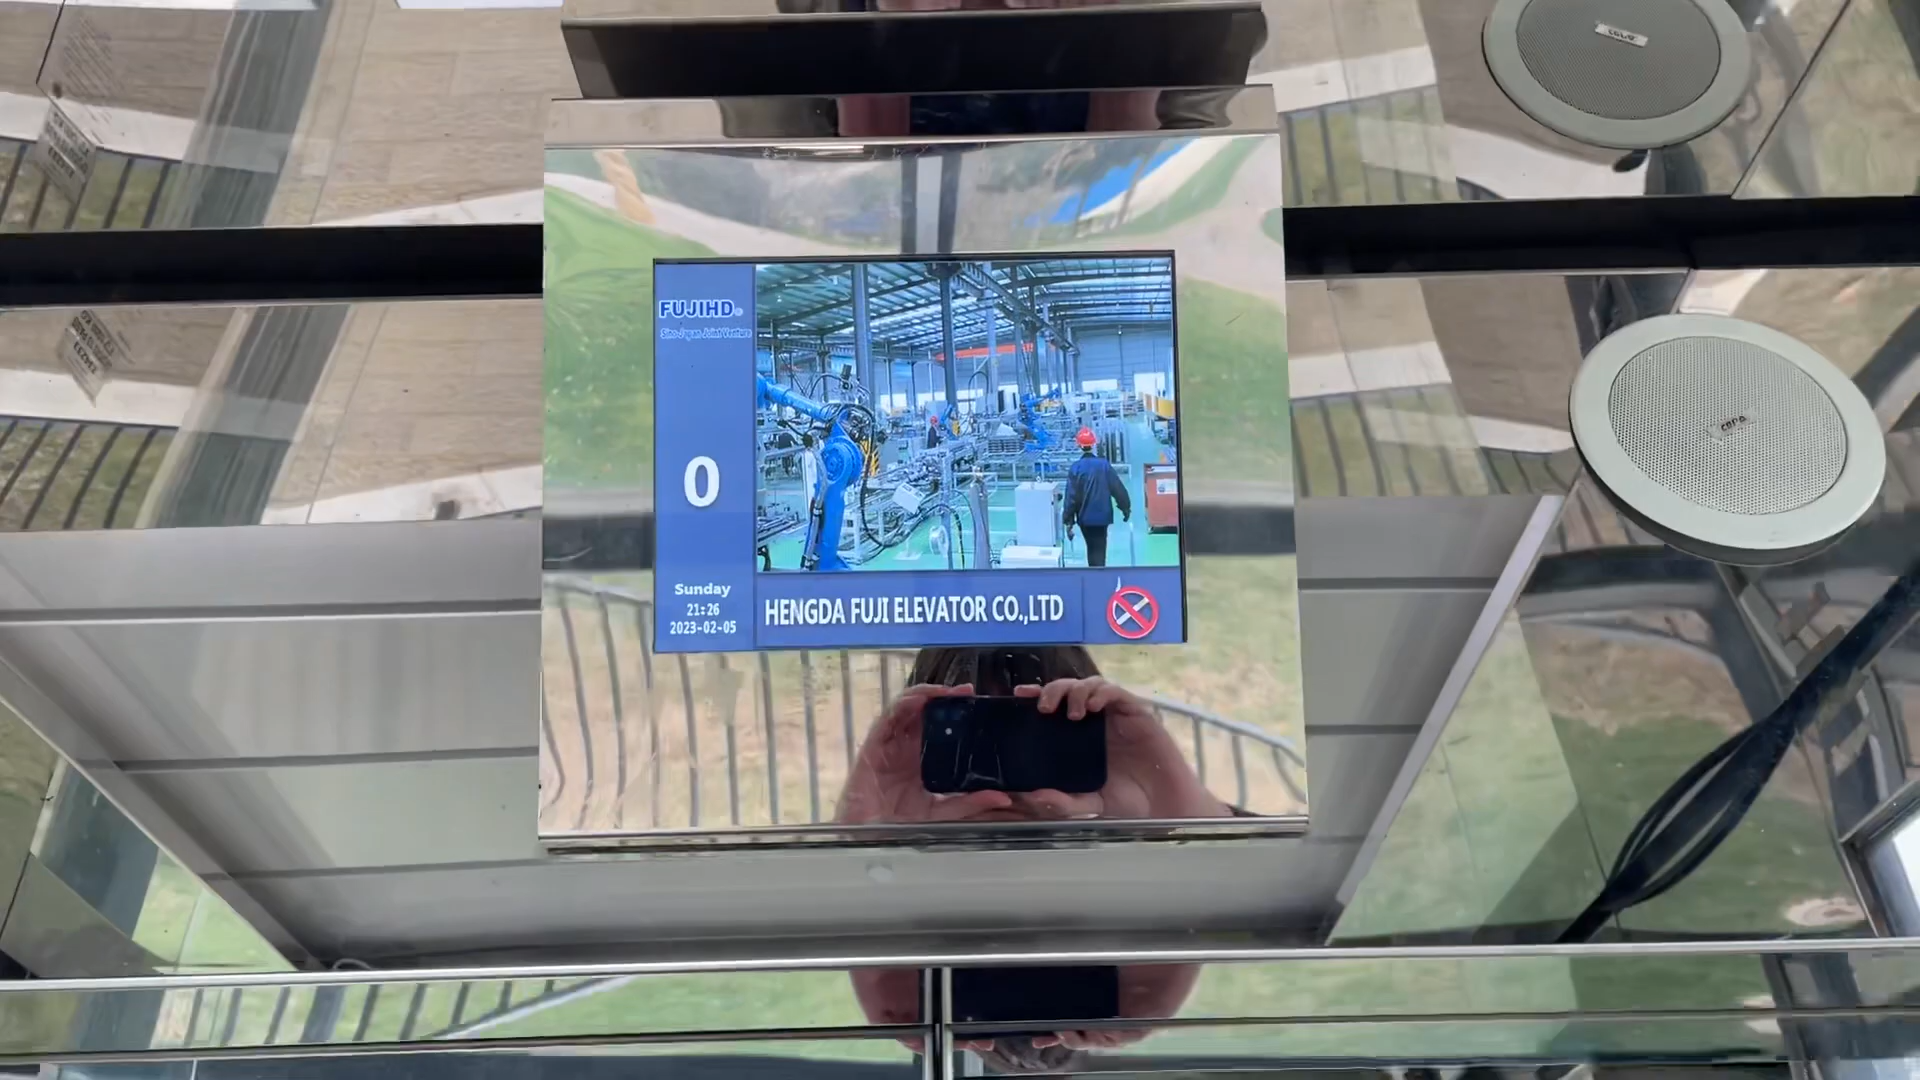 FUJIHD®
Sino-Japan Joint Venture
0
Sunday
21:26
2023-02-05
HENGDA FUJI ELEVATOR CO.,LTD